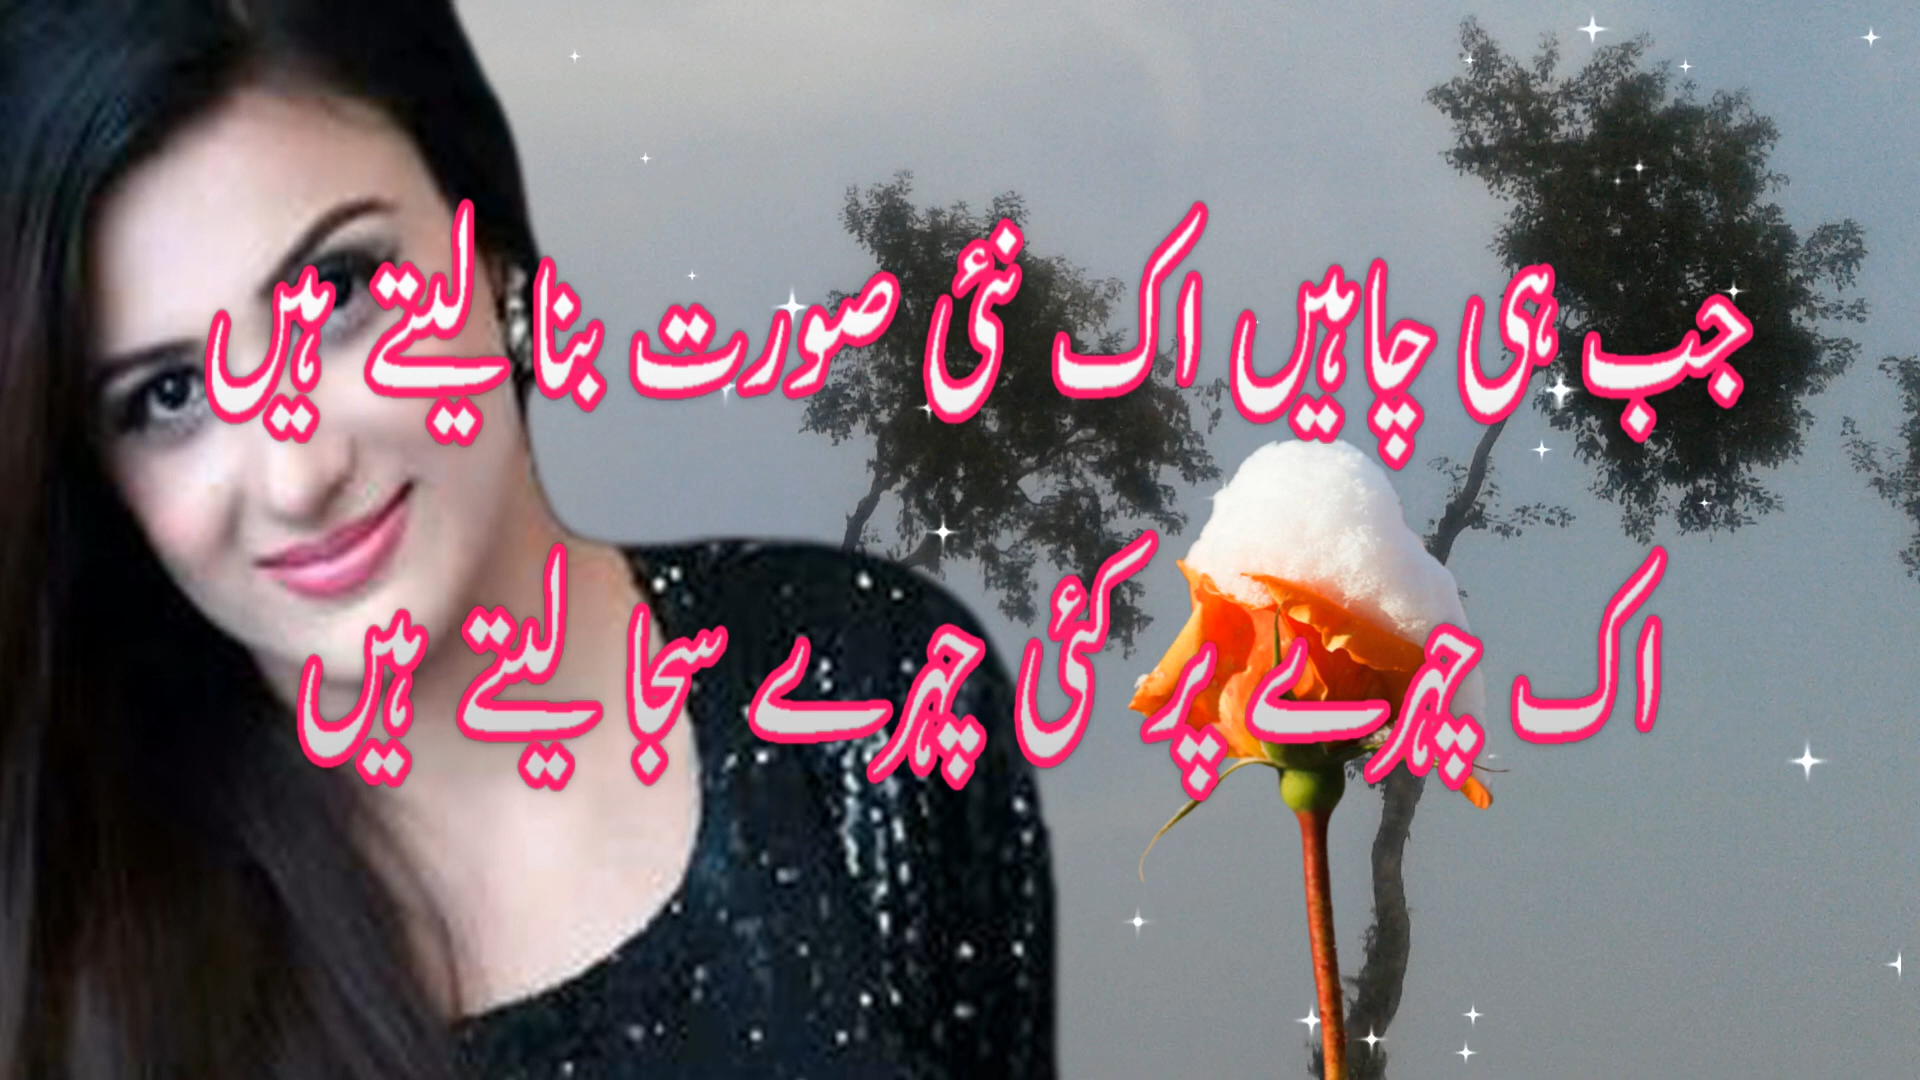 جب ہی چاہیں اک نئی صورت بنا لیتے ہیں
اک چہرے پر کئی چہرے سجا لیتے ہیں